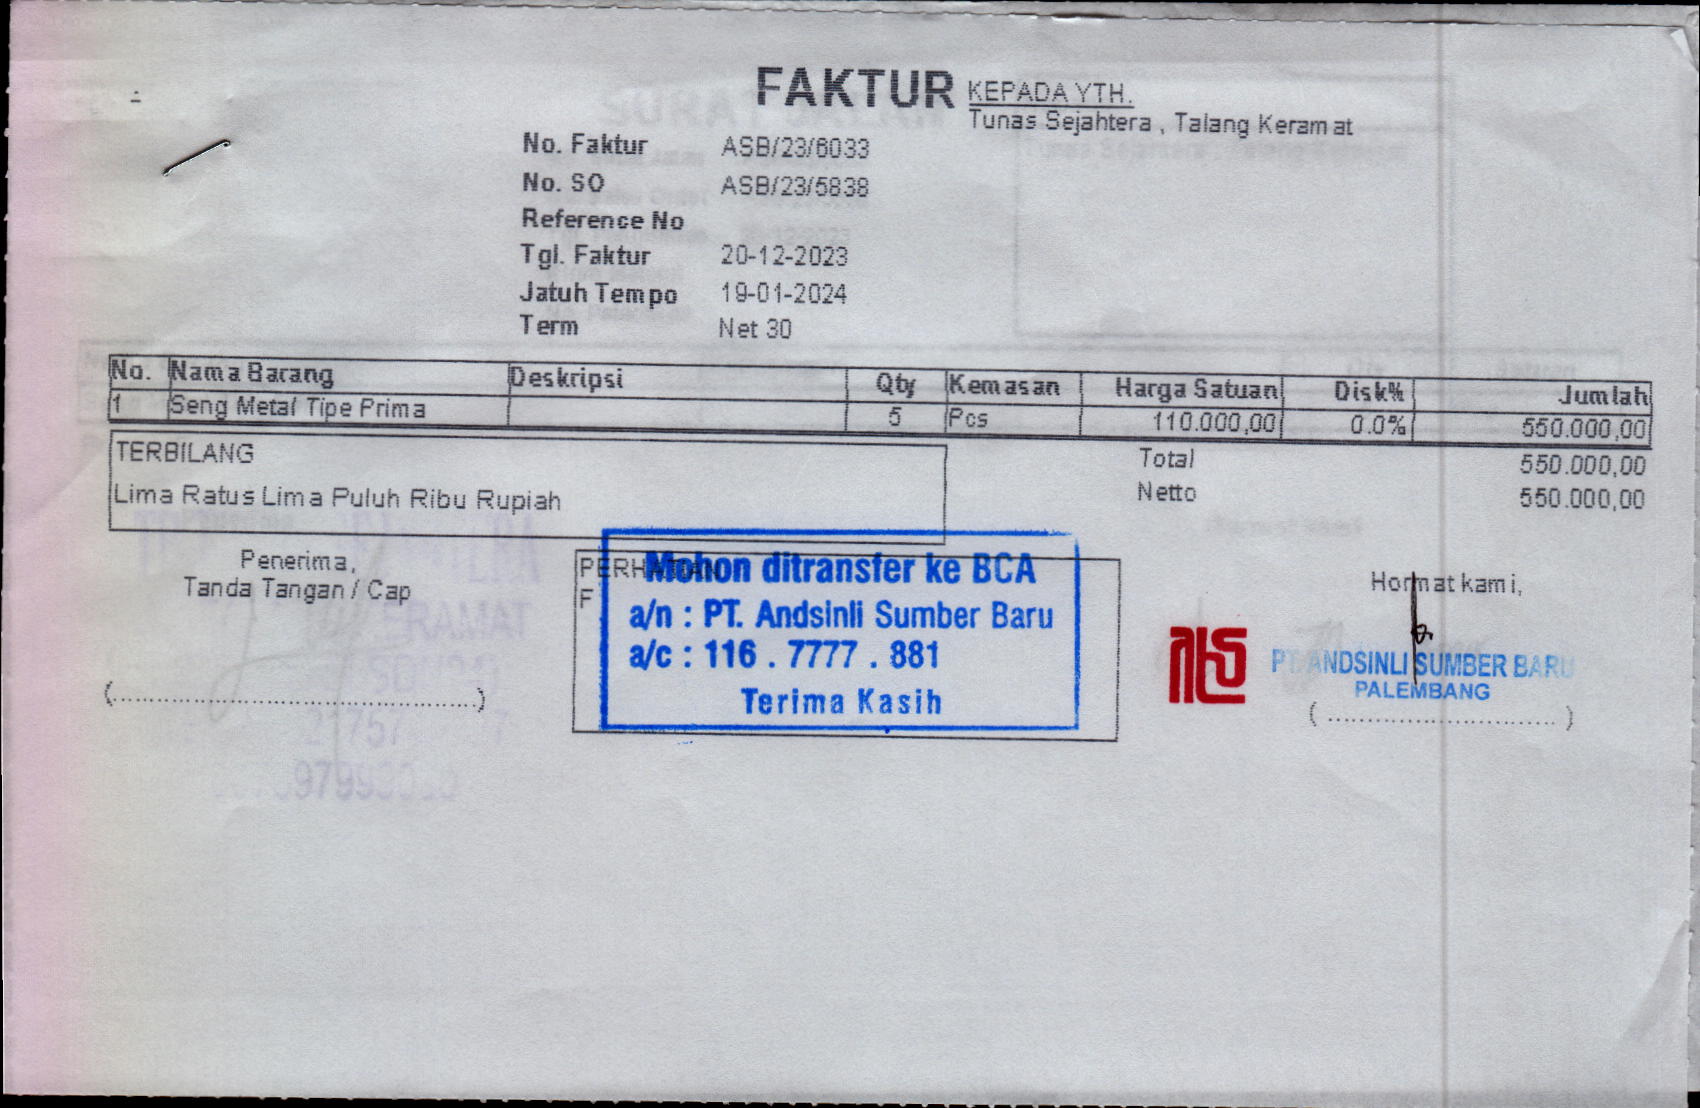 FAKTUR
KEPADA YTH.
Tunas Sejahtera , Talang Keramat
No. Faktur ASB/23/6033
No. SO ASB/23/5838
Reference No
Tgl. Faktur 20-12-2023
Jatuh Tempo 19-01-2024
Term Net 30
No. Nama Barang Deskripsi Qty Kemasan Harga Satuan Disk% Jumlah
1 Seng Metal Tipe Prima 5 Pcs 110.000,00 0.0% 550.000,00
TERBILANG
Lima Ratus Lima Puluh Ribu Rupiah
Total 550.000,00
Netto 550.000,00
Penerima,
Tanda Tangan / Cap
(........................................)
Mohon ditransfer ke BCA
a/n : PT. Andsinli Sumber Baru
a/c : 116 . 7777 . 881
Terima Kasih
Hormat kami,
PT. ANDSINLI SUMBER BARU
PALEMBANG
(............................)